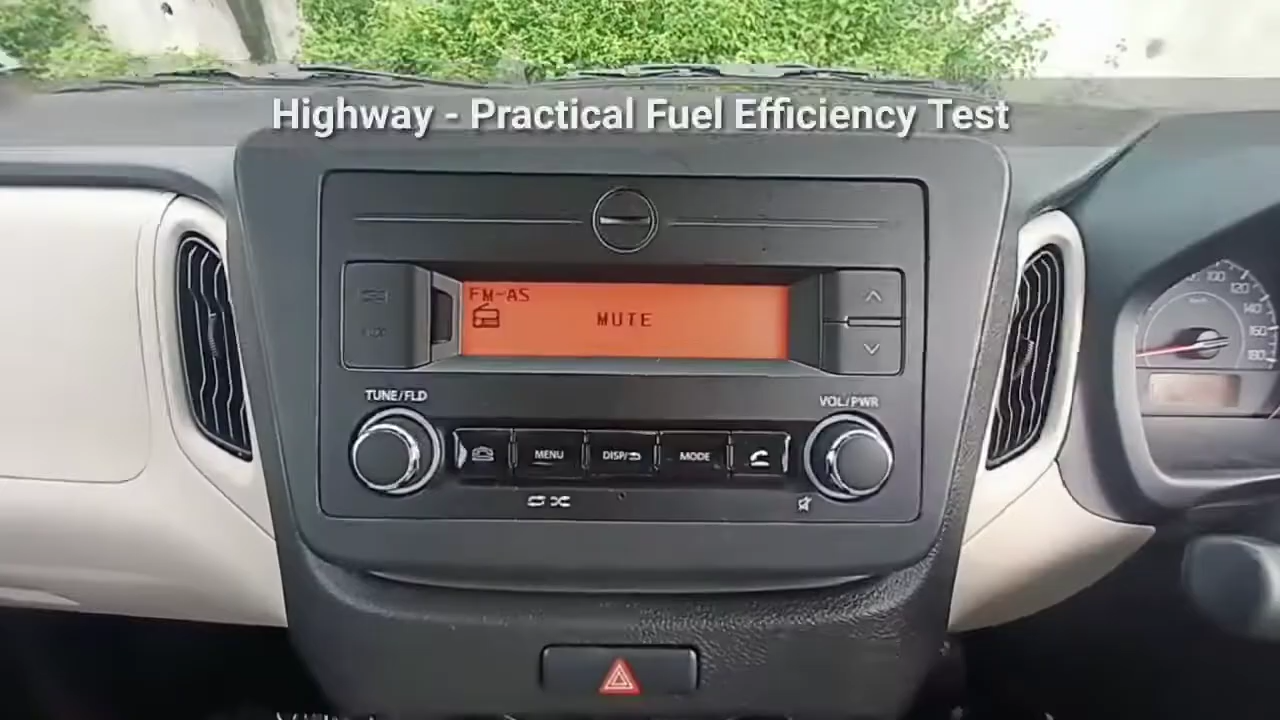 Highway - Practical Fuel Efficiency Test
FM-AS
MUTE
TUNE/FLD
VOL/PWR
MENU
DISP/
MODE
100
120
140
160
180